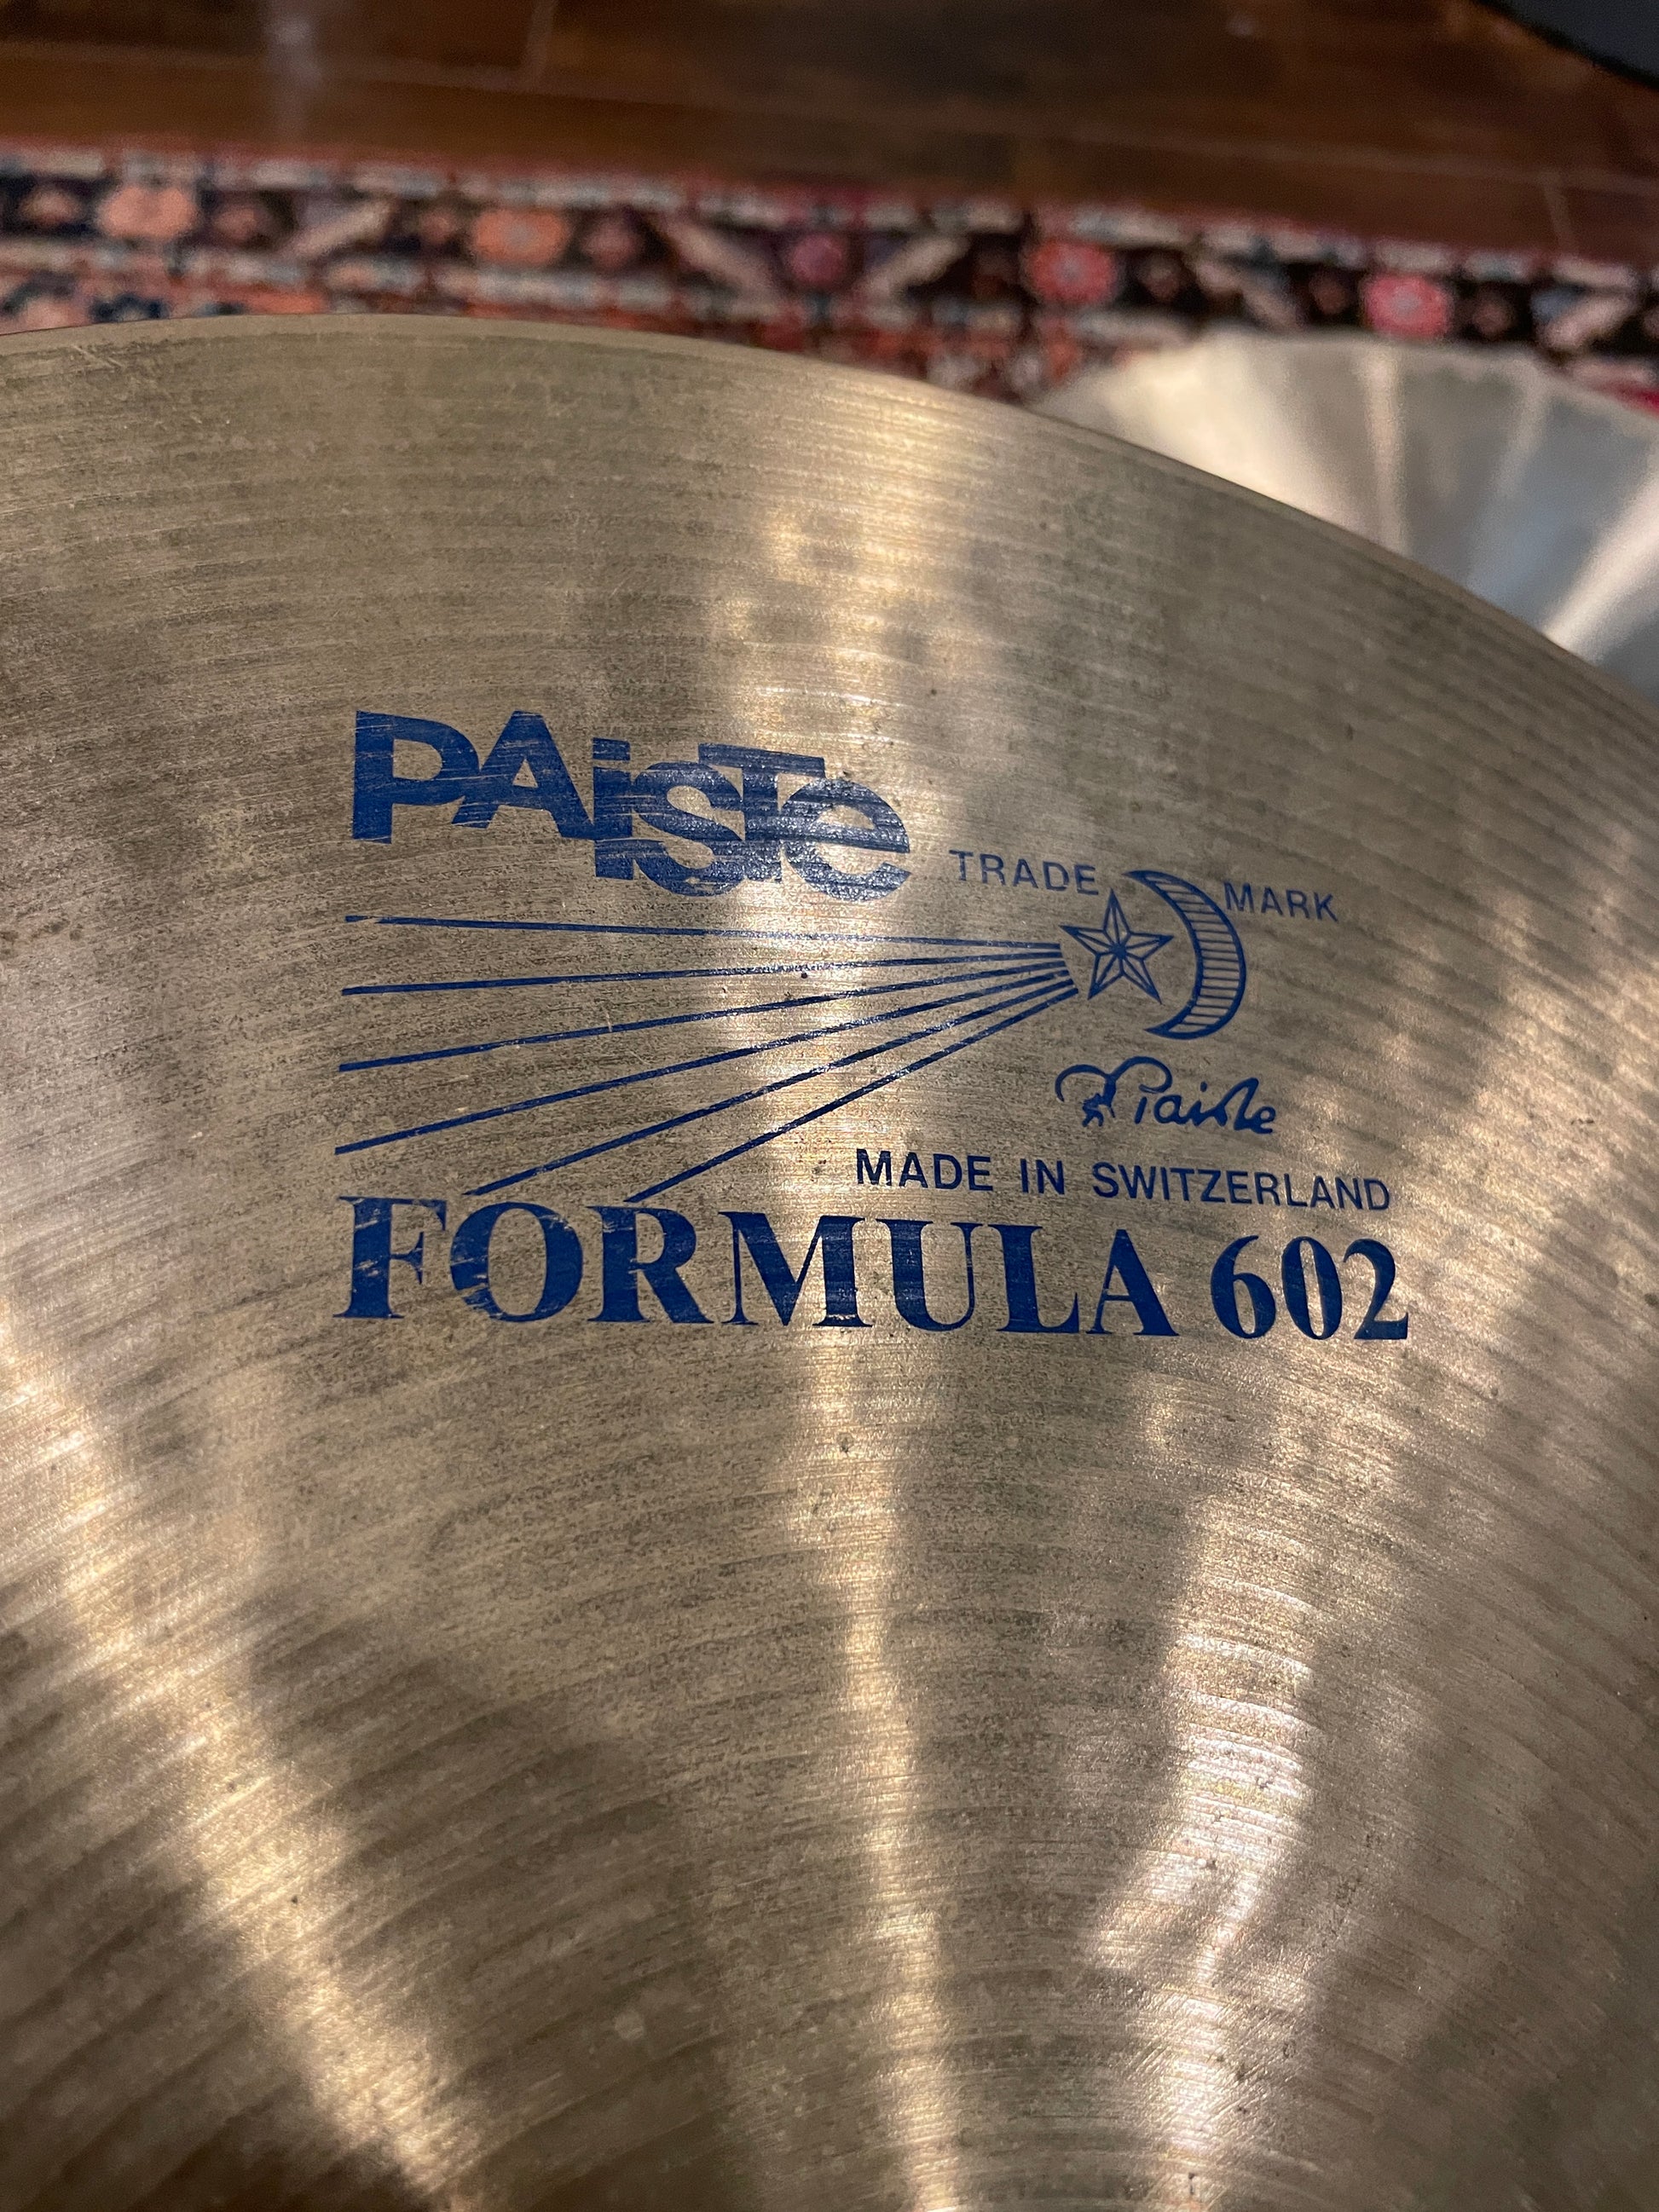 PAiSTe
TRADE MARK
Paiste
MADE IN SWITZERLAND
FORMULA 602